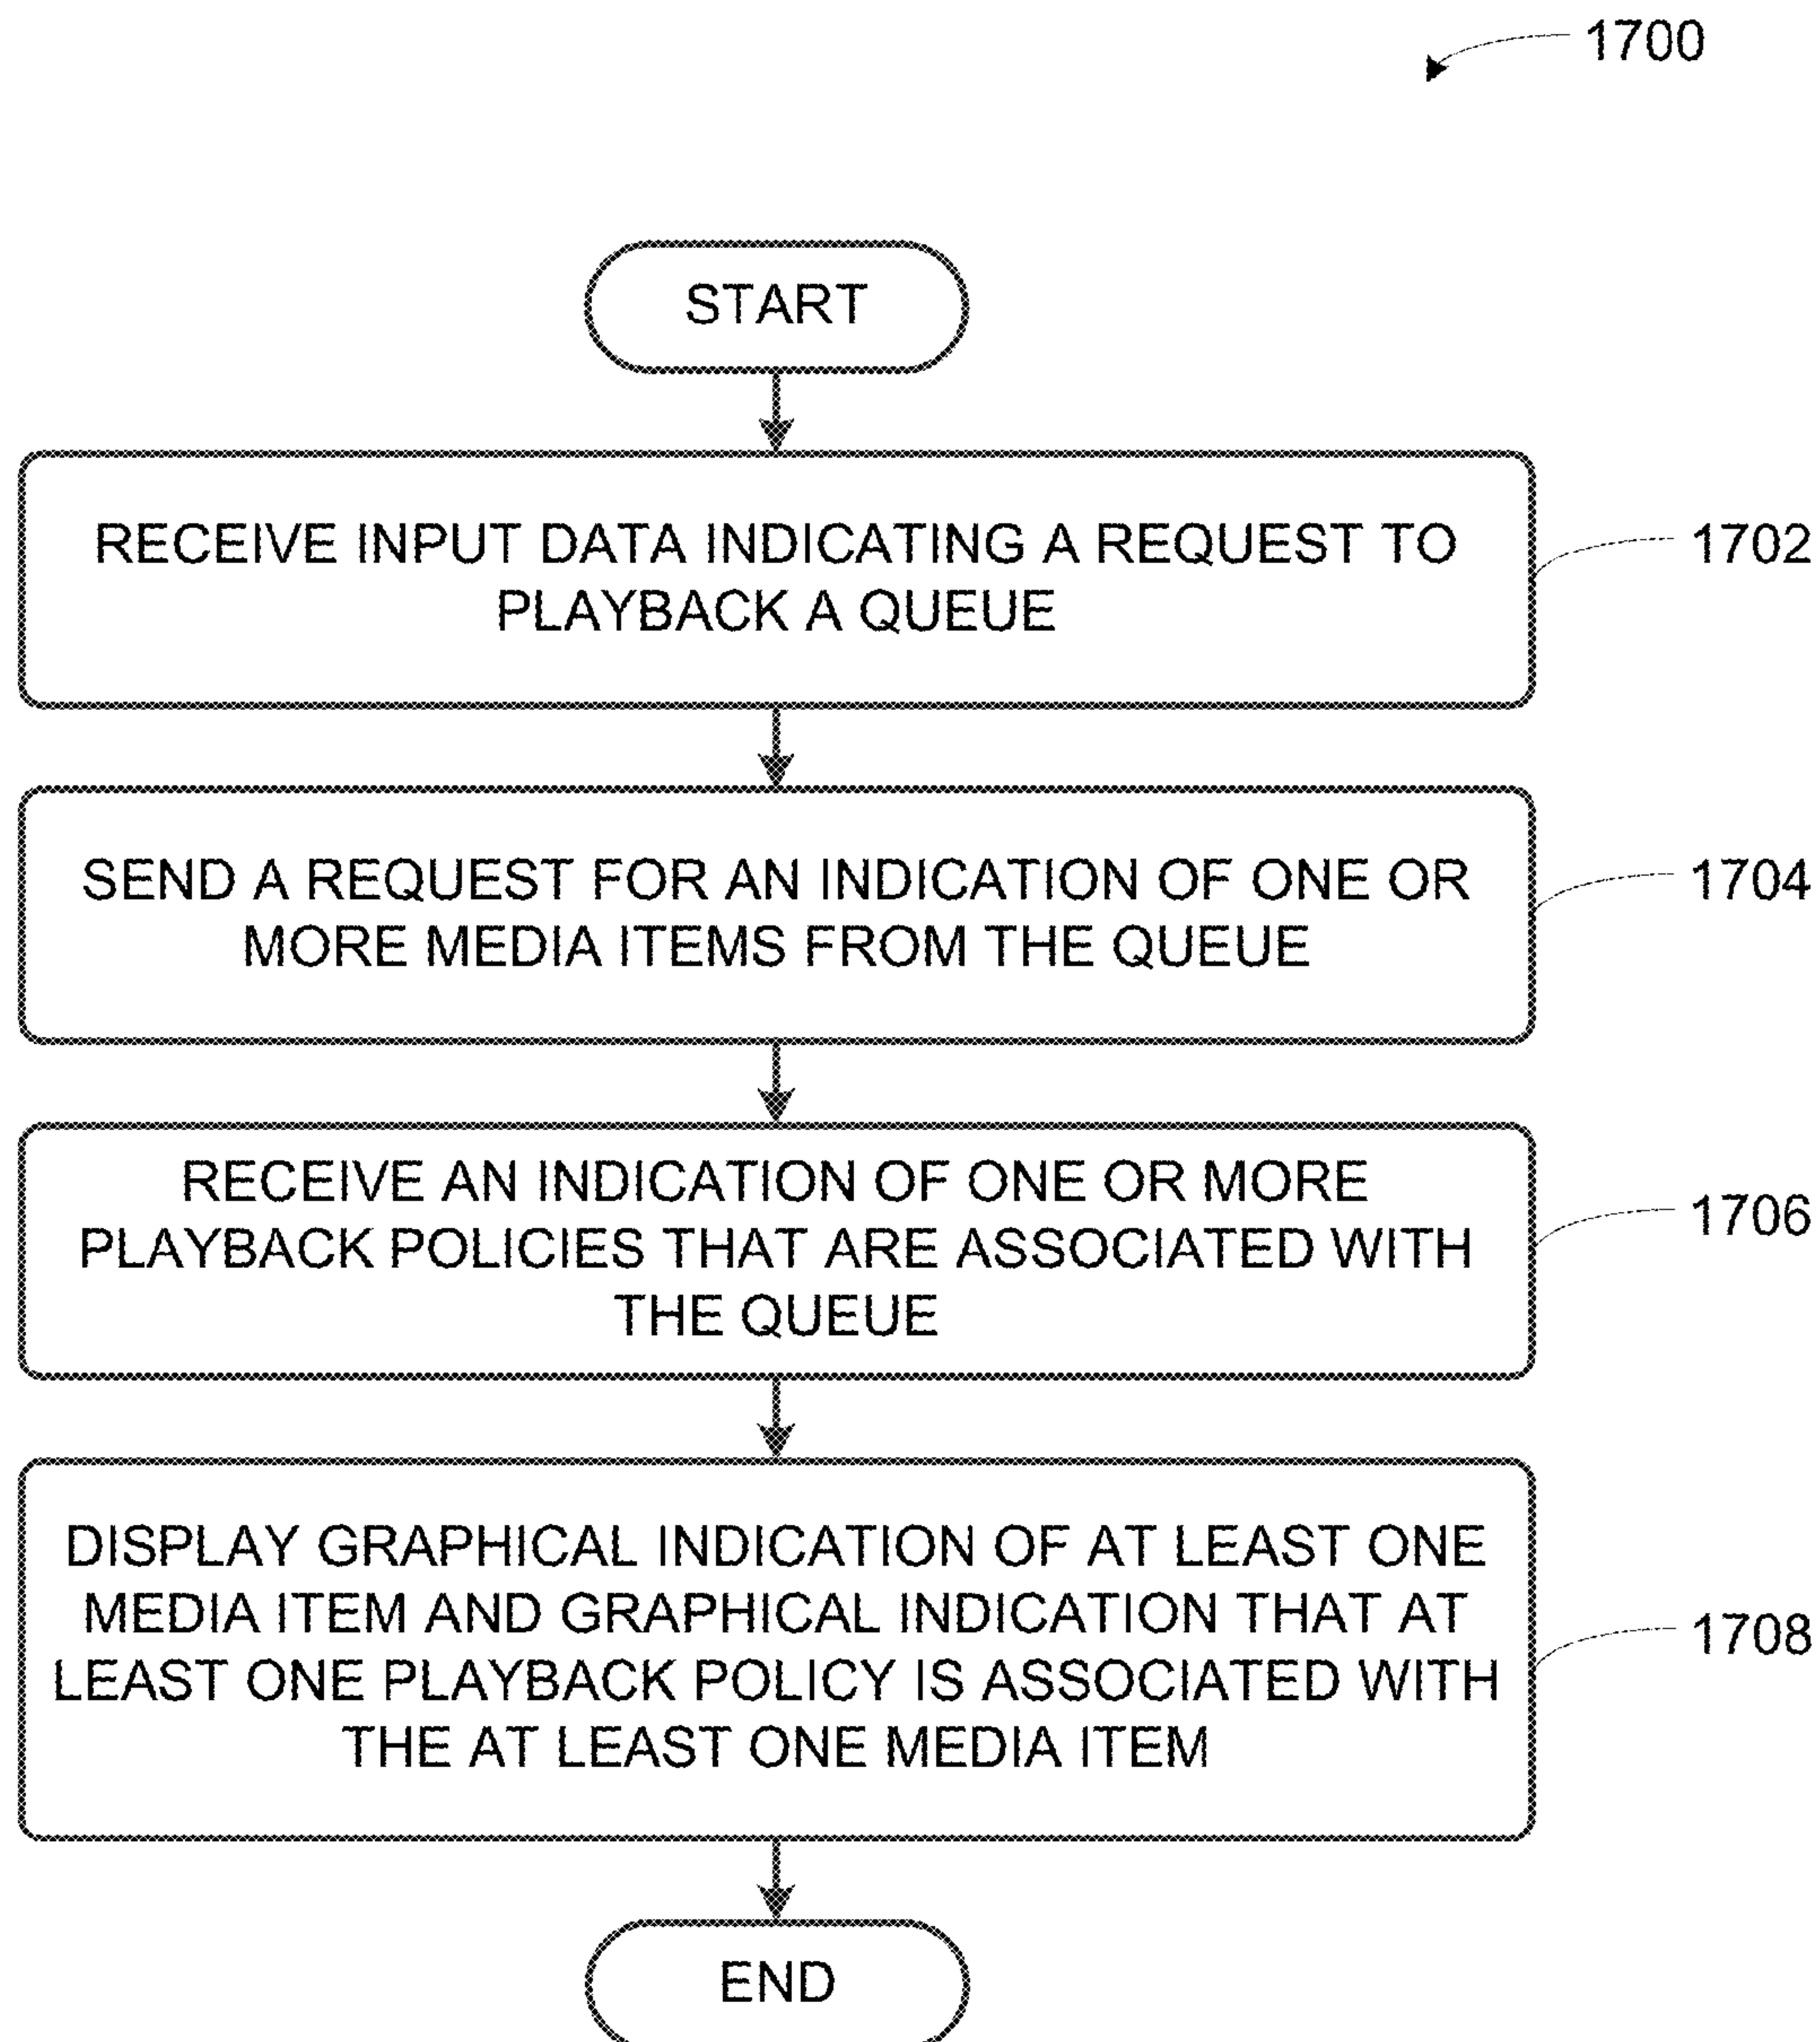 1700
START
RECEIVE INPUT DATA INDICATING A REQUEST TO
PLAYBACK A QUEUE
1702
SEND A REQUEST FOR AN INDICATION OF ONE OR
MORE MEDIA ITEMS FROM THE QUEUE
1704
RECEIVE AN INDICATION OF ONE OR MORE
PLAYBACK POLICIES THAT ARE ASSOCIATED WITH
THE QUEUE
1706
DISPLAY GRAPHICAL INDICATION OF AT LEAST ONE
MEDIA ITEM AND GRAPHICAL INDICATION THAT AT
LEAST ONE PLAYBACK POLICY IS ASSOCIATED WITH
THE AT LEAST ONE MEDIA ITEM
1708
END